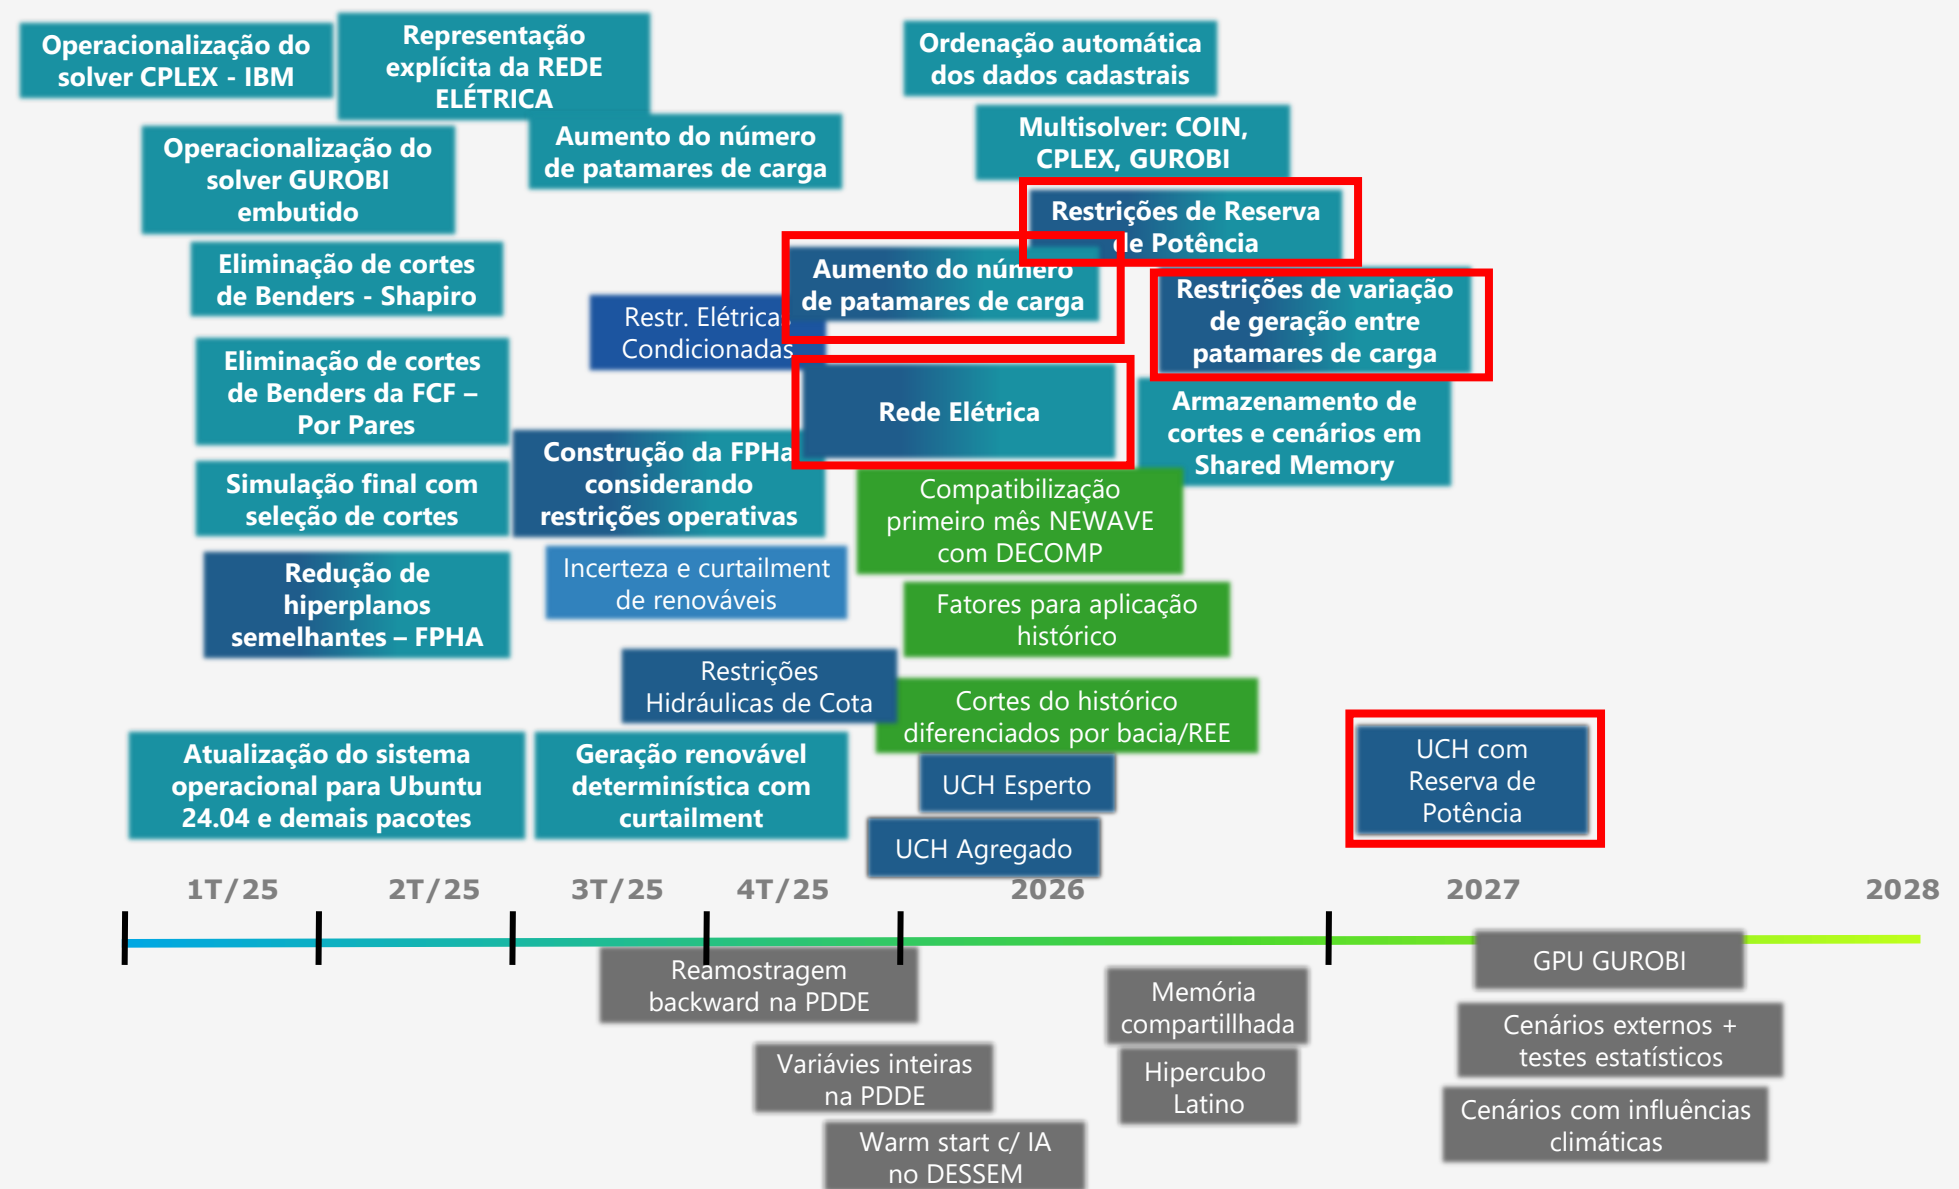 Operacionalização do
solver CPLEX - IBM
Representação
explícita da REDE
ELÉTRICA
Ordenação automática
dos dados cadastrais
Operacionalização do
solver GUROBI
embutido
Aumento do número
de patamares de carga
Multisolver: COIN,
CPLEX, GUROBI
Restrições de Reserva
de Potência
Eliminação de cortes
de Benders - Shapiro
Aumento do número
de patamares de carga
Restr. Elétricas
Condicionadas
Restrições de variação
de geração entre
patamares de carga
Eliminação de cortes
de Benders da FCF –
Por Pares
Rede Elétrica
Armazenamento de
cortes e cenários em
Shared Memory
Simulação final com
seleção de cortes
Construção da FPHa
considerando
restrições operativas
Compatibilização
primeiro mês NEWAVE
com DECOMP
Redução de
hiperplanos
semelhantes – FPHA
Incerteza e curtailment
de renováveis
Fatores para aplicação
histórico
Restrições
Hidráulicas de Cota
Cortes do histórico
diferenciados por bacia/REE
Atualização do sistema
operacional para Ubuntu
24.04 e demais pacotes
Geração renovável
determinística com
curtailment
UCH Esperto
UCH Agregado
UCH com
Reserva de
Potência
1T/25
2T/25
3T/25
4T/25
2026
2027
2028
Reamostragem
backward na PDDE
Memória
compartillhada
GPU GUROBI
Variávies inteiras
na PDDE
Hipercubo
Latino
Cenários externos +
testes estatísticos
Warm start c/ IA
no DESSEM
Cenários com influências
climáticas